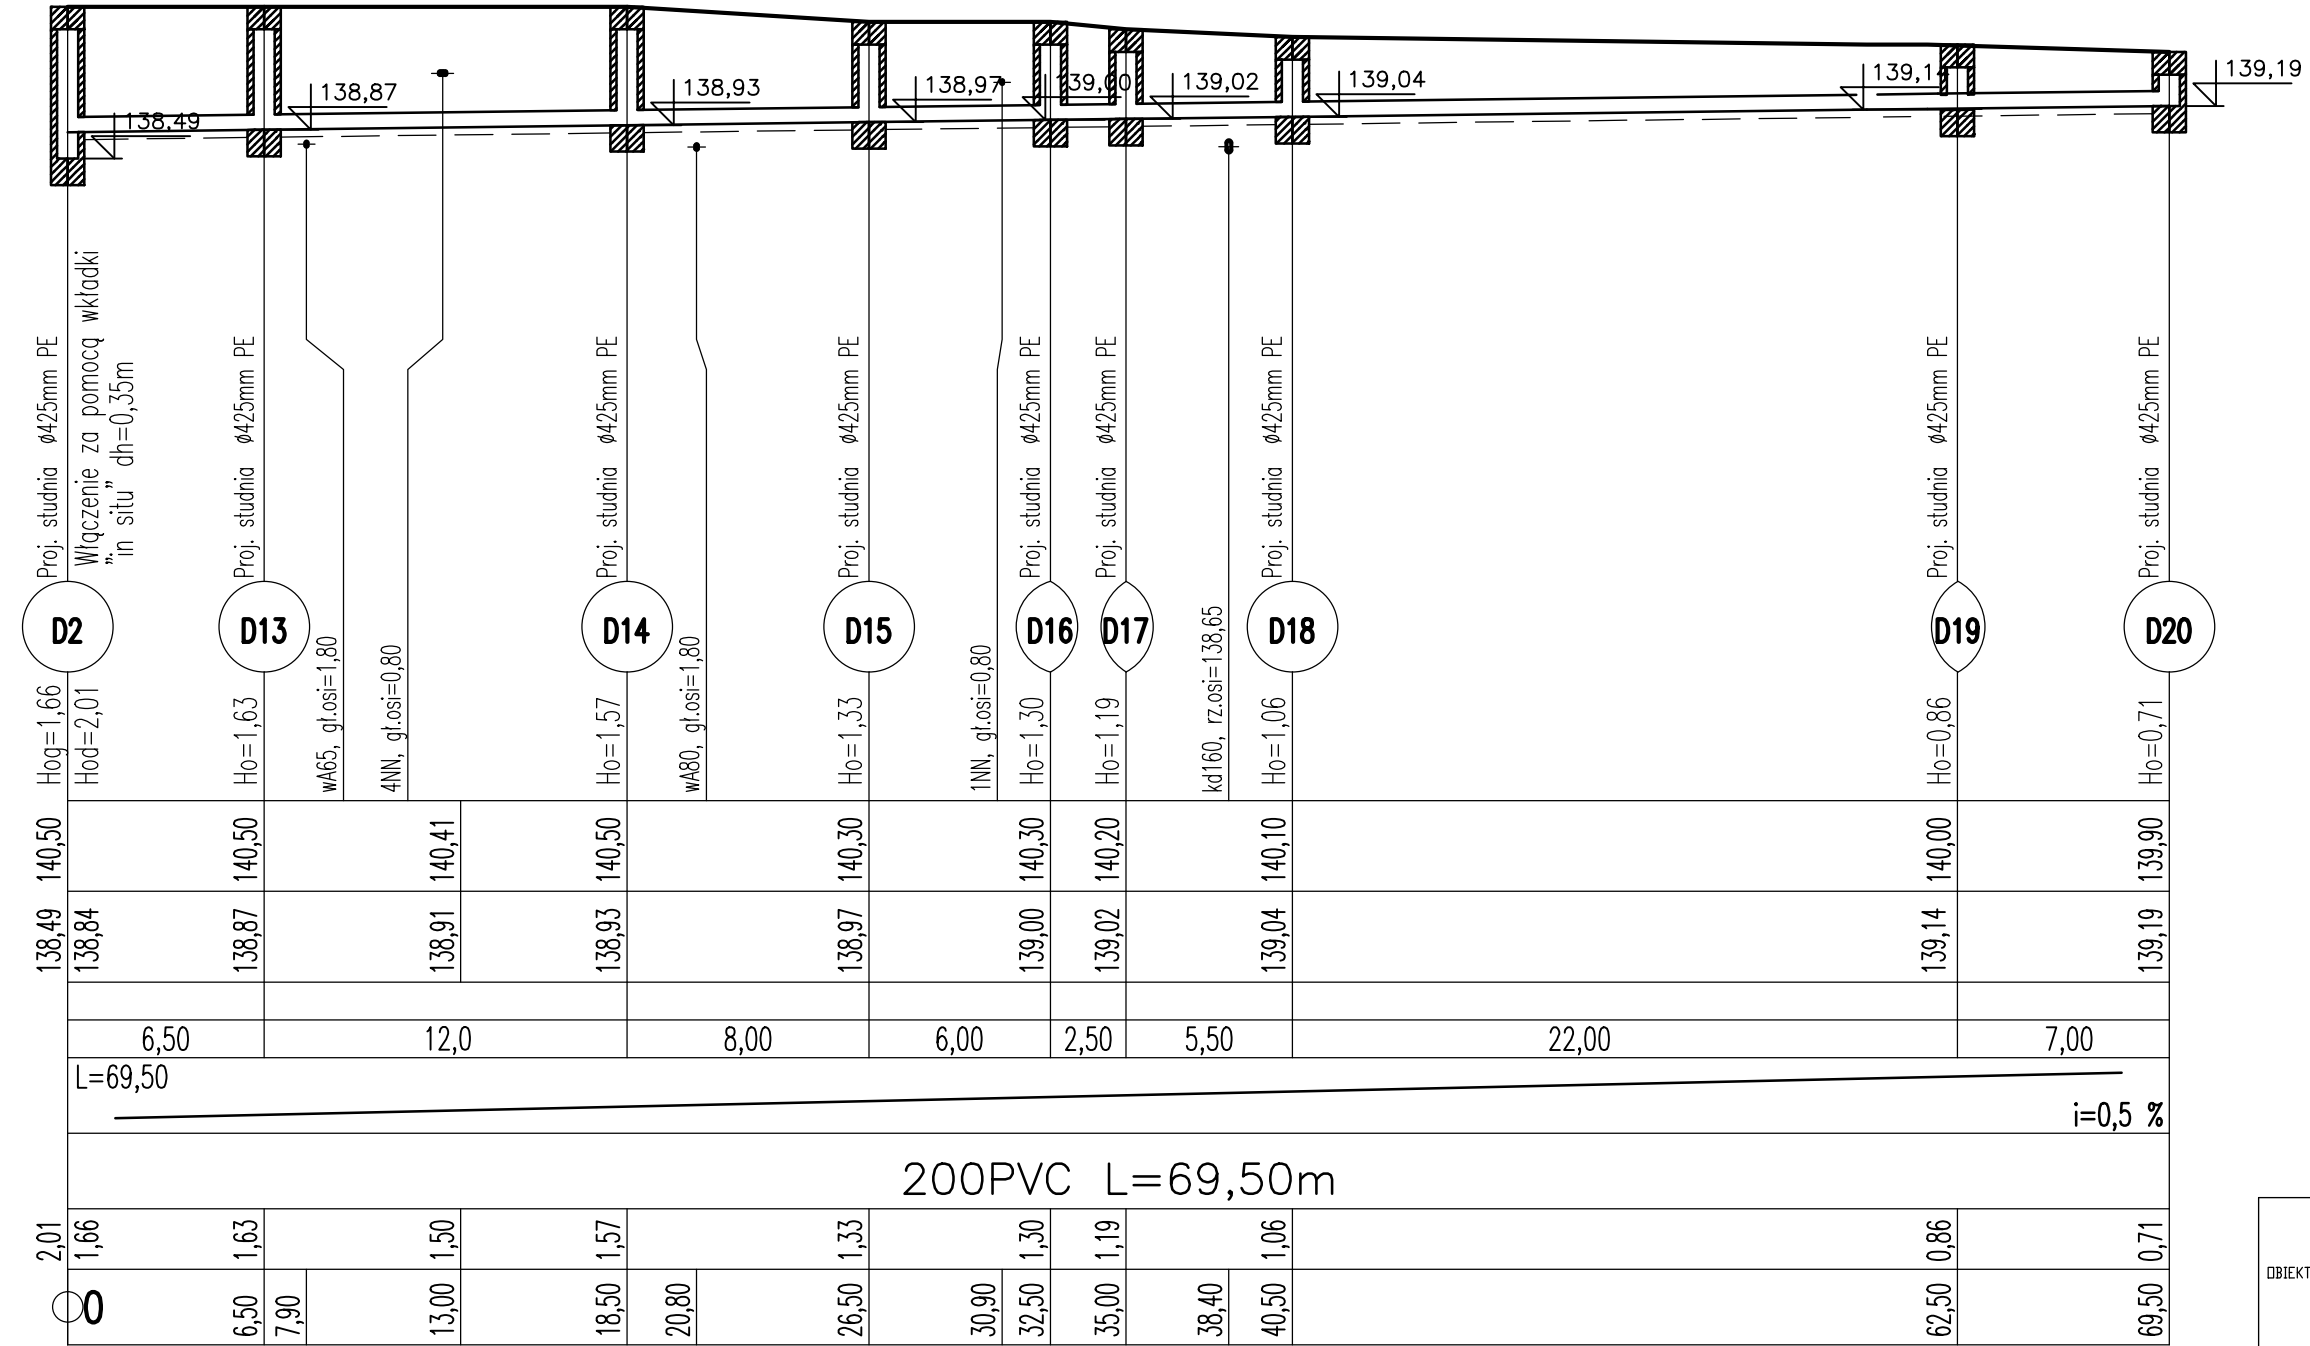 138,49
138,87
138,93
138,97
139,00
139,02
139,04
139,14
139,19
Proj. studnia ø425mm PE
Włączenie za pomocą wkładki
„in situ” dh=0,35m
Proj. studnia ø425mm PE
Proj. studnia ø425mm PE
Proj. studnia ø425mm PE
Proj. studnia ø425mm PE
Proj. studnia ø425mm PE
Proj. studnia ø425mm PE
Proj. studnia ø425mm PE
Proj. studnia ø425mm PE
D2
D13
D14
D15
D16
D17
D18
D19
D20
Hog=1,66
Hod=2,01
Ho=1,63
wA65, gł.osi=1,80
4NN, gł.osi=0,80
Ho=1,57
wA80, gł.osi=1,80
Ho=1,33
1NN, gł.osi=0,80
Ho=1,30
Ho=1,19
kd160, rz.osi=138,65
Ho=1,06
Ho=0,86
Ho=0,71
140,50
140,50
140,41
140,50
140,30
140,30
140,20
140,10
140,00
139,90
138,49
138,84
138,87
138,91
138,93
138,97
139,00
139,02
139,04
139,14
139,19
6,50
12,0
8,00
6,00
2,50
5,50
22,00
7,00
L=69,50
i=0,5 %
200PVC L=69,50m
2,01
1,66
1,63
1,50
1,57
1,33
1,30
1,19
1,06
0,86
0,71
0
6,50
7,90
13,00
18,50
20,80
26,50
30,90
32,50
35,00
38,40
40,50
62,50
69,50
OBIEKT